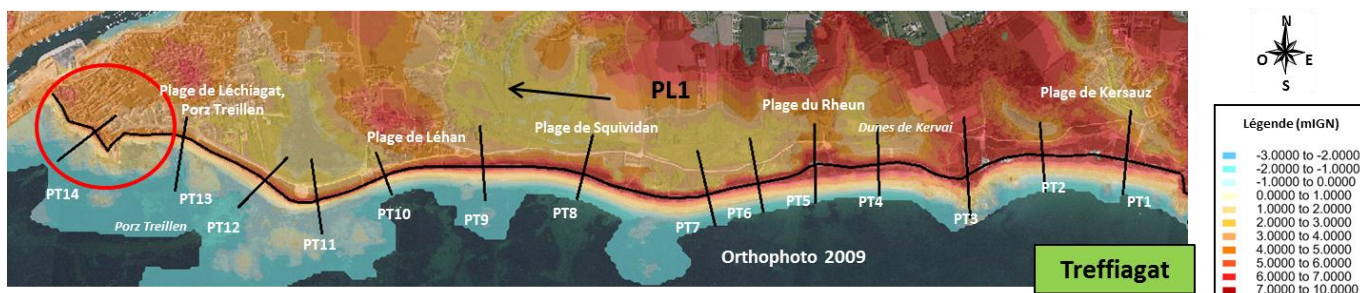 N
O E
S
PL1
Plage de Léchiagat,
Porz Treillen
Plage de Léhan
Plage de Squividan
Plage du Rheun
Dunes de Kervai
Plage de Kersauz
PT14
PT13
PT12
PT11
PT10
PT9
PT8
PT7
PT6
PT5
PT4
PT3
PT2
PT1
Porz Treillen
Orthophoto 2009
Treffiagat
Légende (mIGN)
-3.0000 to -2.0000
-2.0000 to -1.0000
-1.0000 to 0.0000
0.0000 to 1.0000
1.0000 to 2.0000
2.0000 to 3.0000
3.0000 to 4.0000
4.0000 to 5.0000
5.0000 to 6.0000
6.0000 to 7.0000
7.0000 to 10.0000